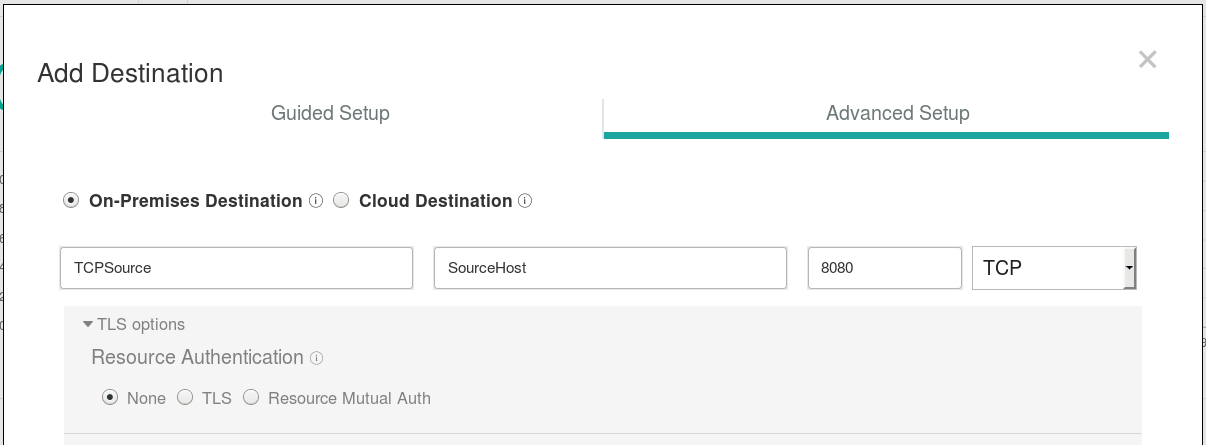 Add Destination
Guided Setup
Advanced Setup
On-Premises Destination Cloud Destination
TCPSource SourceHost 8080 TCP
TLS options
Resource Authentication
None TLS Resource Mutual Auth